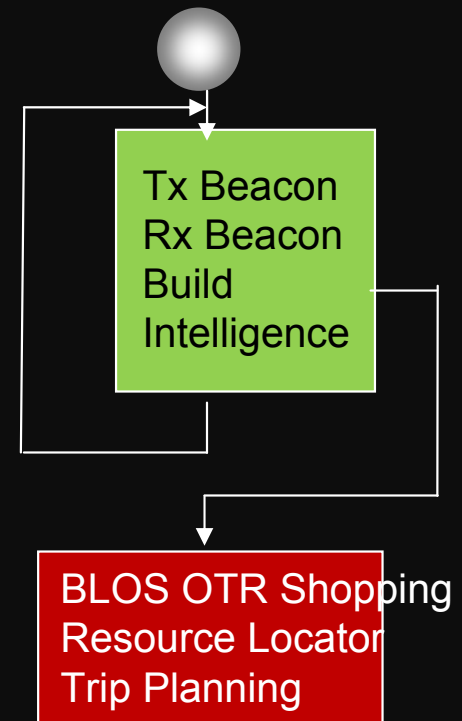 Tx Beacon
Rx Beacon
Build
Intelligence
BLOS OTR Shopping
Resource Locator
Trip Planning